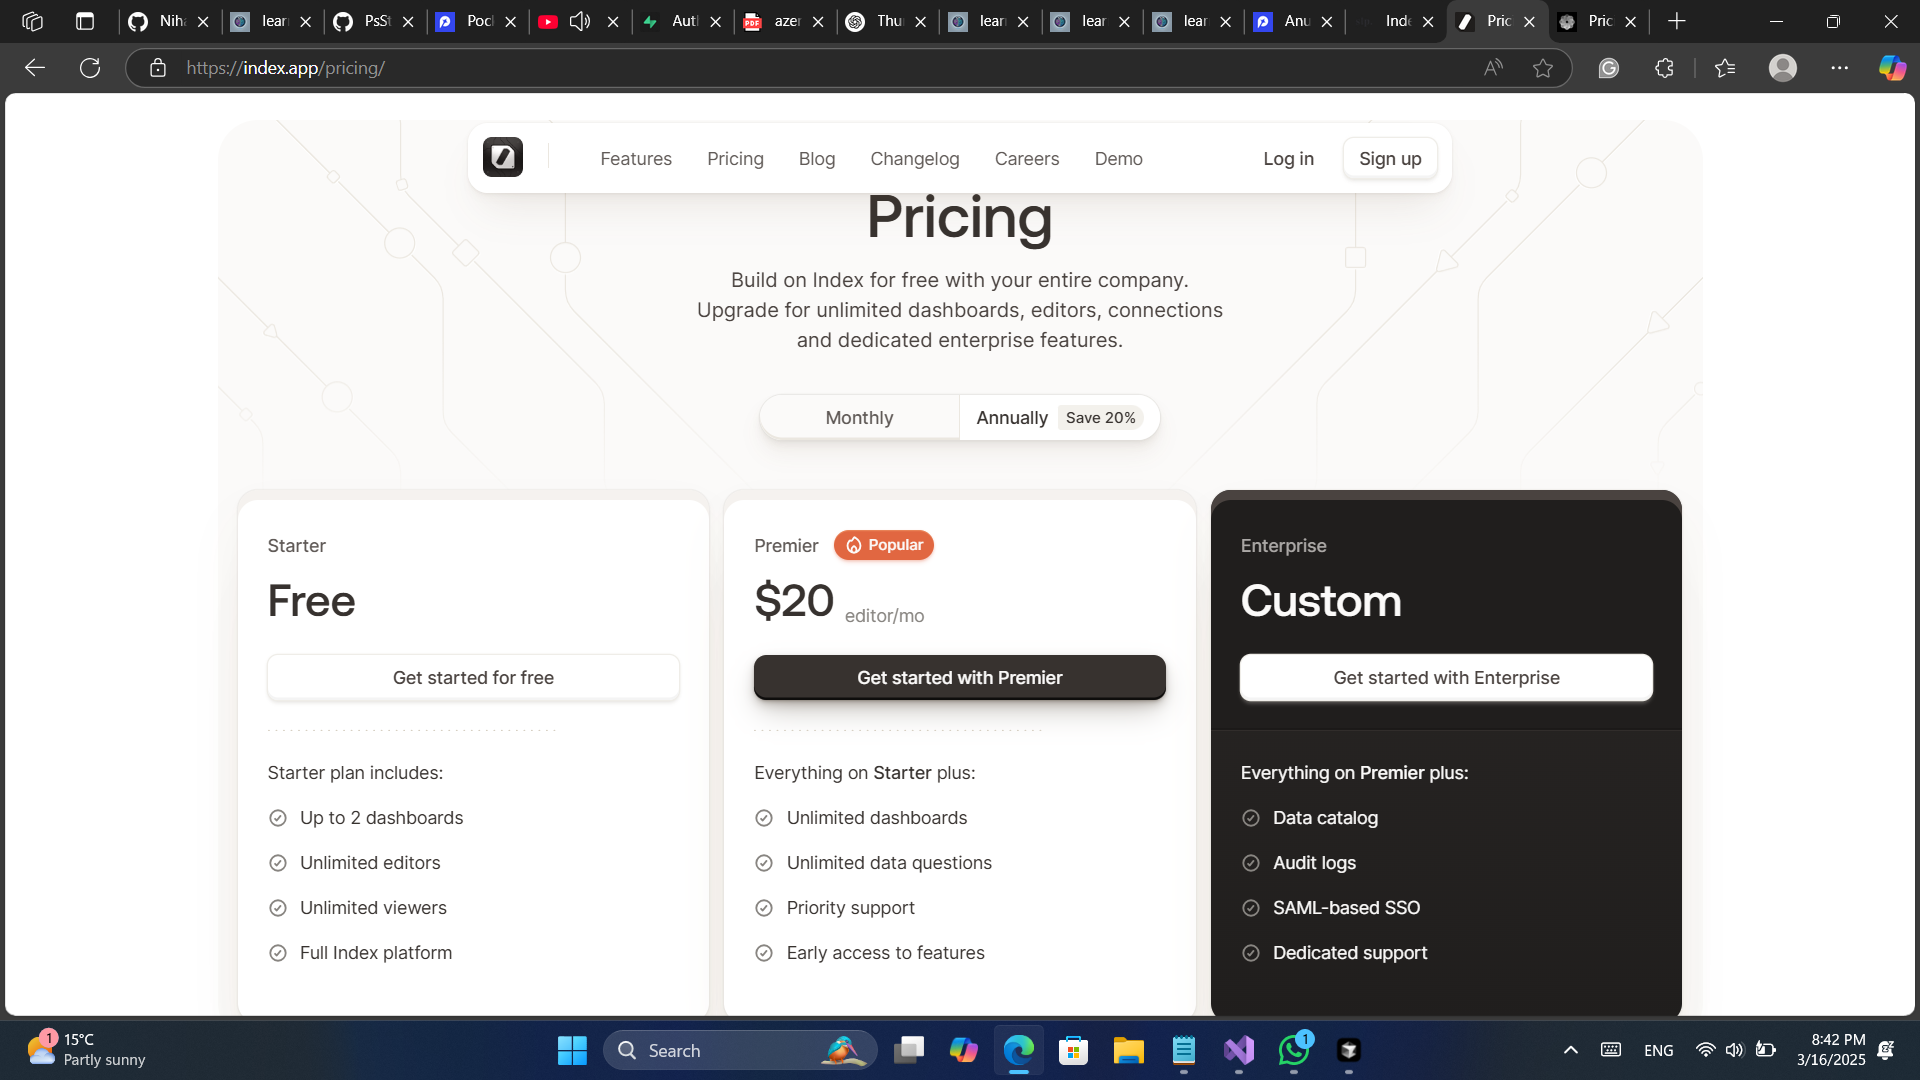 Niha
lear
PsSt
Pock
Auth
azer
Thu
lear
lear
lear
Anu
Inde
Pric
Pric
https://index.app/pricing/
Features
Pricing
Blog
Changelog
Careers
Demo
Log in
Sign up
Pricing
Build on Index for free with your entire company.
Upgrade for unlimited dashboards, editors, connections
and dedicated enterprise features.
Monthly
Annually
Save 20%
Starter
Free
Get started for free
Starter plan includes:
Up to 2 dashboards
Unlimited editors
Unlimited viewers
Full Index platform
Premier
Popular
$20 editor/mo
Get started with Premier
Everything on Starter plus:
Unlimited dashboards
Unlimited data questions
Priority support
Early access to features
Enterprise
Custom
Get started with Enterprise
Everything on Premier plus:
Data catalog
Audit logs
SAML-based SSO
Dedicated support
1
15°C
Partly sunny
Search
1
ENG
8:42 PM
3/16/2025